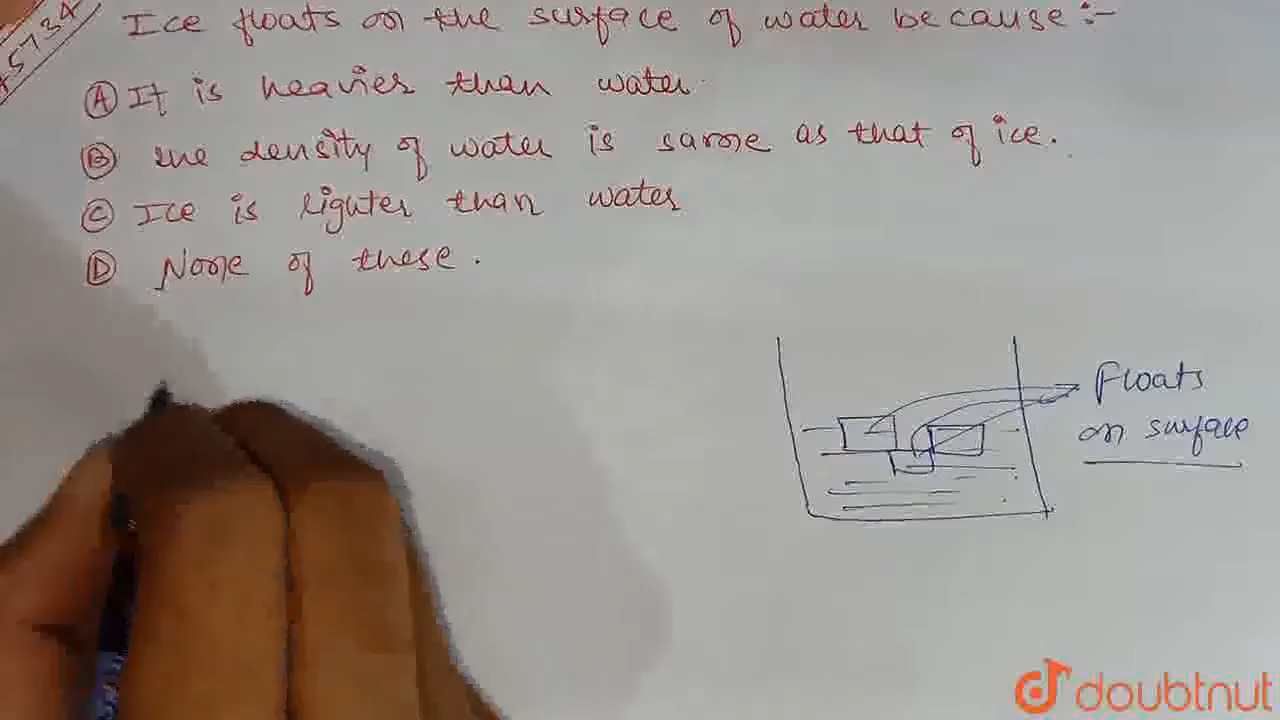 5734
Ice floats on the surface of water because :-
(A) It is heavier than water.
(B) the density of water is same as that of ice.
(C) Ice is lighter than water
(D) None of these.
Floats
on surface
doubtnut